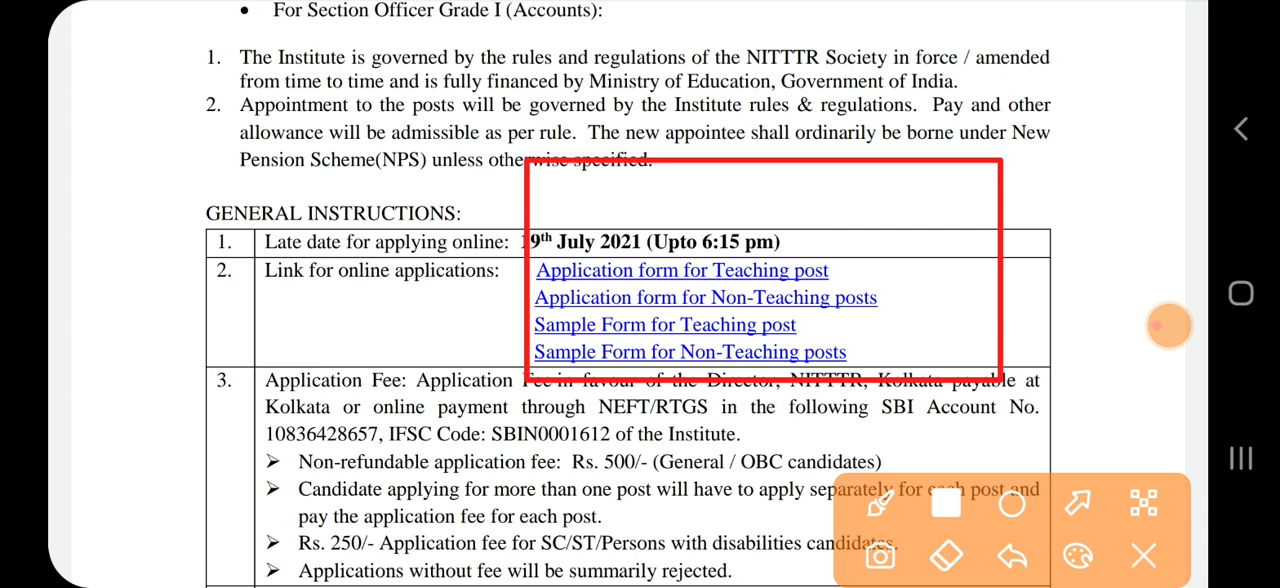 • For Section Officer Grade I (Accounts):
1. The Institute is governed by the rules and regulations of the NITTTR Society in force / amended
from time to time and is fully financed by Ministry of Education, Government of India.
2. Appointment to the posts will be governed by the Institute rules & regulations. Pay and other
allowance will be admissible as per rule. The new appointee shall ordinarily be borne under New
Pension Scheme(NPS) unless otherwise specified.
GENERAL INSTRUCTIONS:
1. Late date for applying online: 19th July 2021 (Upto 6:15 pm)
2. Link for online applications: Application form for Teaching post
Application form for Non-Teaching posts
Sample Form for Teaching post
Sample Form for Non-Teaching posts
3. Application Fee: Application Fee in favour of the Director, NITTTR, Kolkata payable at
Kolkata or online payment through NEFT/RTGS in the following SBI Account No.
10836428657, IFSC Code: SBIN0001612 of the Institute.
➢ Non-refundable application fee: Rs. 500/- (General / OBC candidates)
➢ Candidate applying for more than one post will have to apply separately for each post and
pay the application fee for each post.
➢ Rs. 250/- Application fee for SC/ST/Persons with disabilities candidates.
➢ Applications without fee will be summarily rejected.